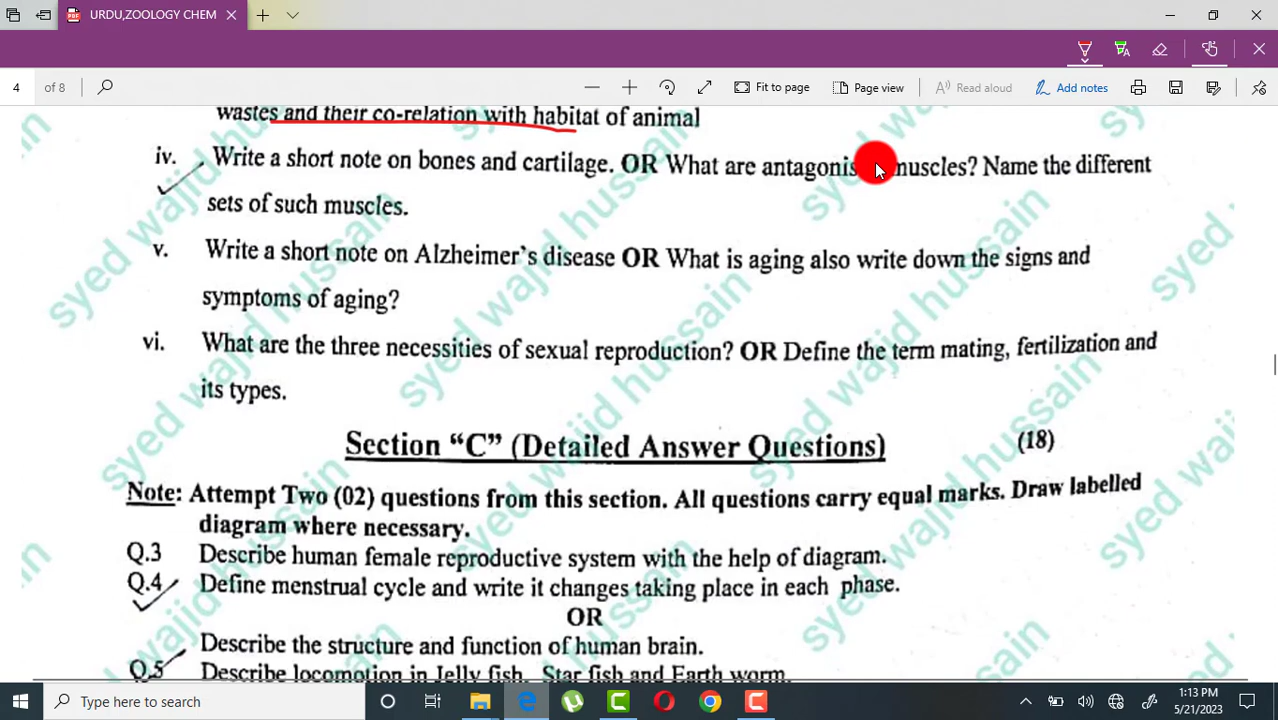 URDU,ZOOLOGY CHEM
4 of 8
Fit to page
Page view
Read aloud
Add notes
wastes and their co-relation with habitat of animal
iv. Write a short note on bones and cartilage. OR What are antagonis muscles? Name the different
sets of such muscles.
v. Write a short note on Alzheimer's disease OR What is aging also write down the signs and
symptoms of aging?
vi. What are the three necessities of sexual reproduction? OR Define the term mating, fertilization and
its types.
Section "C" (Detailed Answer Questions) (18)
Note: Attempt Two (02) questions from this section. All questions carry equal marks. Draw labelled
diagram where necessary.
Q.3 Describe human female reproductive system with the help of diagram.
Q.4 Define menstrual cycle and write it changes taking place in each phase.
OR
Describe the structure and function of human brain.
Q.5 Describe locomotion in Jelly fish, Star fish and Earth worm.
syed wajid hussain
Type here to search
1:13 PM
5/21/2023